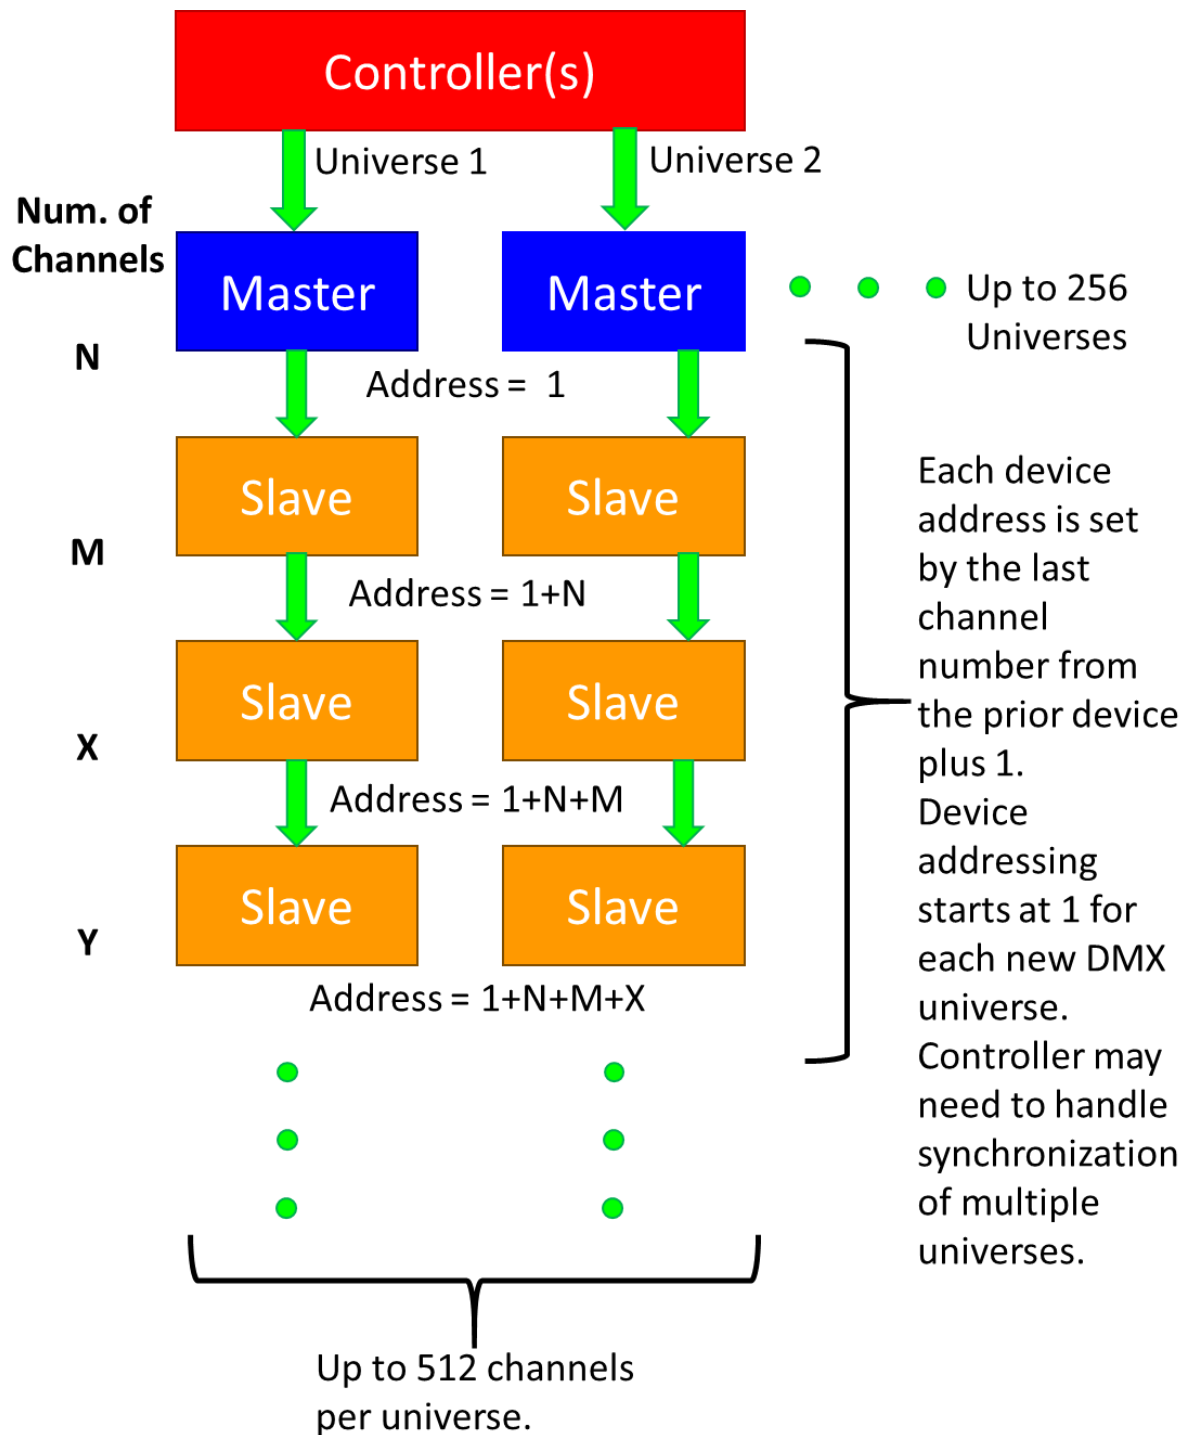 Controller(s)
Universe 1
Universe 2
Num. of
Channels
Master
Master
Up to 256
Universes
N
Address = 1
Slave
Slave
M
Address = 1+N
Slave
Slave
X
Address = 1+N+M
Slave
Slave
Y
Address = 1+N+M+X
Each device
address is set
by the last
channel
number from
the prior device
plus 1.
Device
addressing
starts at 1 for
each new DMX
universe.
Controller may
need to handle
synchronization
of multiple
universes.
Up to 512 channels
per universe.